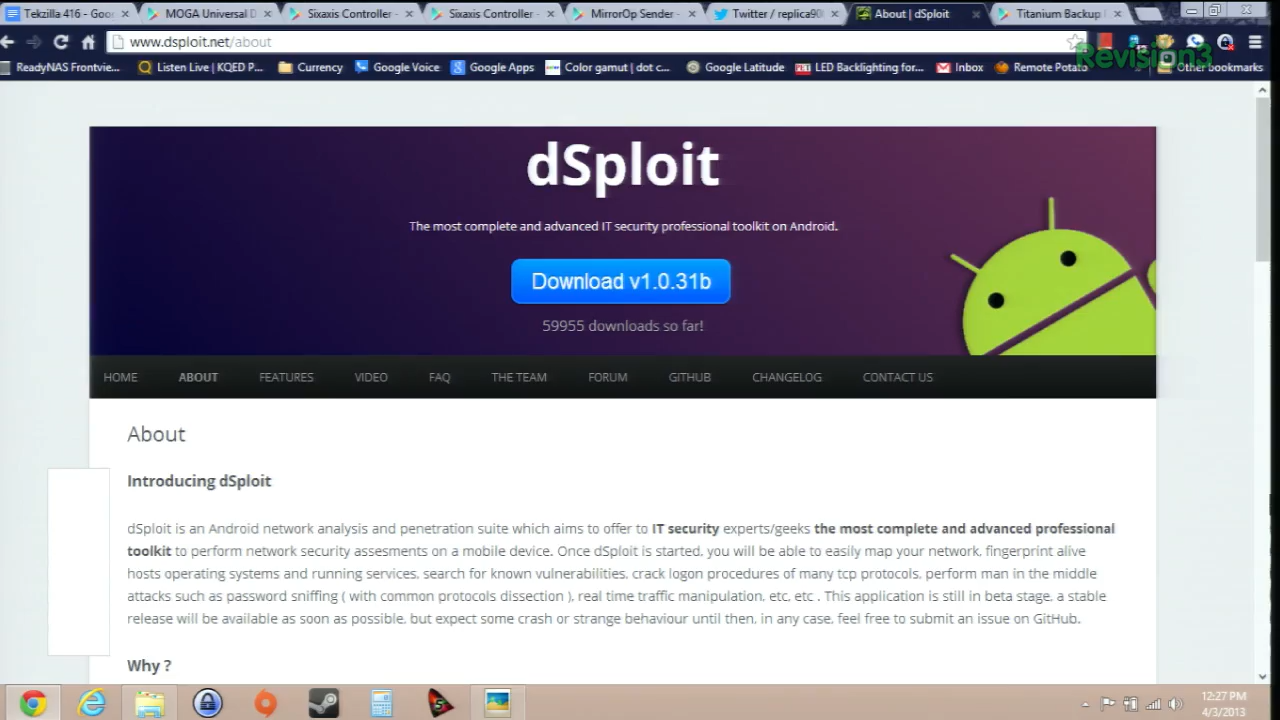 Tekzilla 416 - Goo
MOGA Universal D
Sixaxis Controller -
Sixaxis Controller -
MirrorOp Sender -
Twitter / replica90
About | dSploit
Titanium Backup
www.dsploit.net/about
Revision3
ReadyNAS Frontvie...
Listen Live | KQED P...
Currency
Google Voice
Google Apps
Color gamut | dot c...
Google Latitude
LED Backlighting for...
Inbox
Remote Potato
Other bookmarks
dSploit
The most complete and advanced IT security professional toolkit on Android.
Download v1.0.31b
59955 downloads so far!
HOME
ABOUT
FEATURES
VIDEO
FAQ
THE TEAM
FORUM
GITHUB
CHANGELOG
CONTACT US
About
Introducing dSploit
dSploit is an Android network analysis and penetration suite which aims to offer to IT security experts/geeks the most complete and advanced professional
toolkit to perform network security assesments on a mobile device. Once dSploit is started, you will be able to easily map your network, fingerprint alive
hosts operating systems and running services, search for known vulnerabilities, crack logon procedures of many tcp protocols, perform man in the middle
attacks such as password sniffing ( with common protocols dissection ), real time traffic manipulation, etc, etc . This application is still in beta stage, a stable
release will be available as soon as possible, but expect some crash or strange behaviour until then, in any case, feel free to submit an issue on GitHub.
Why ?
12:27 PM
4/3/2013